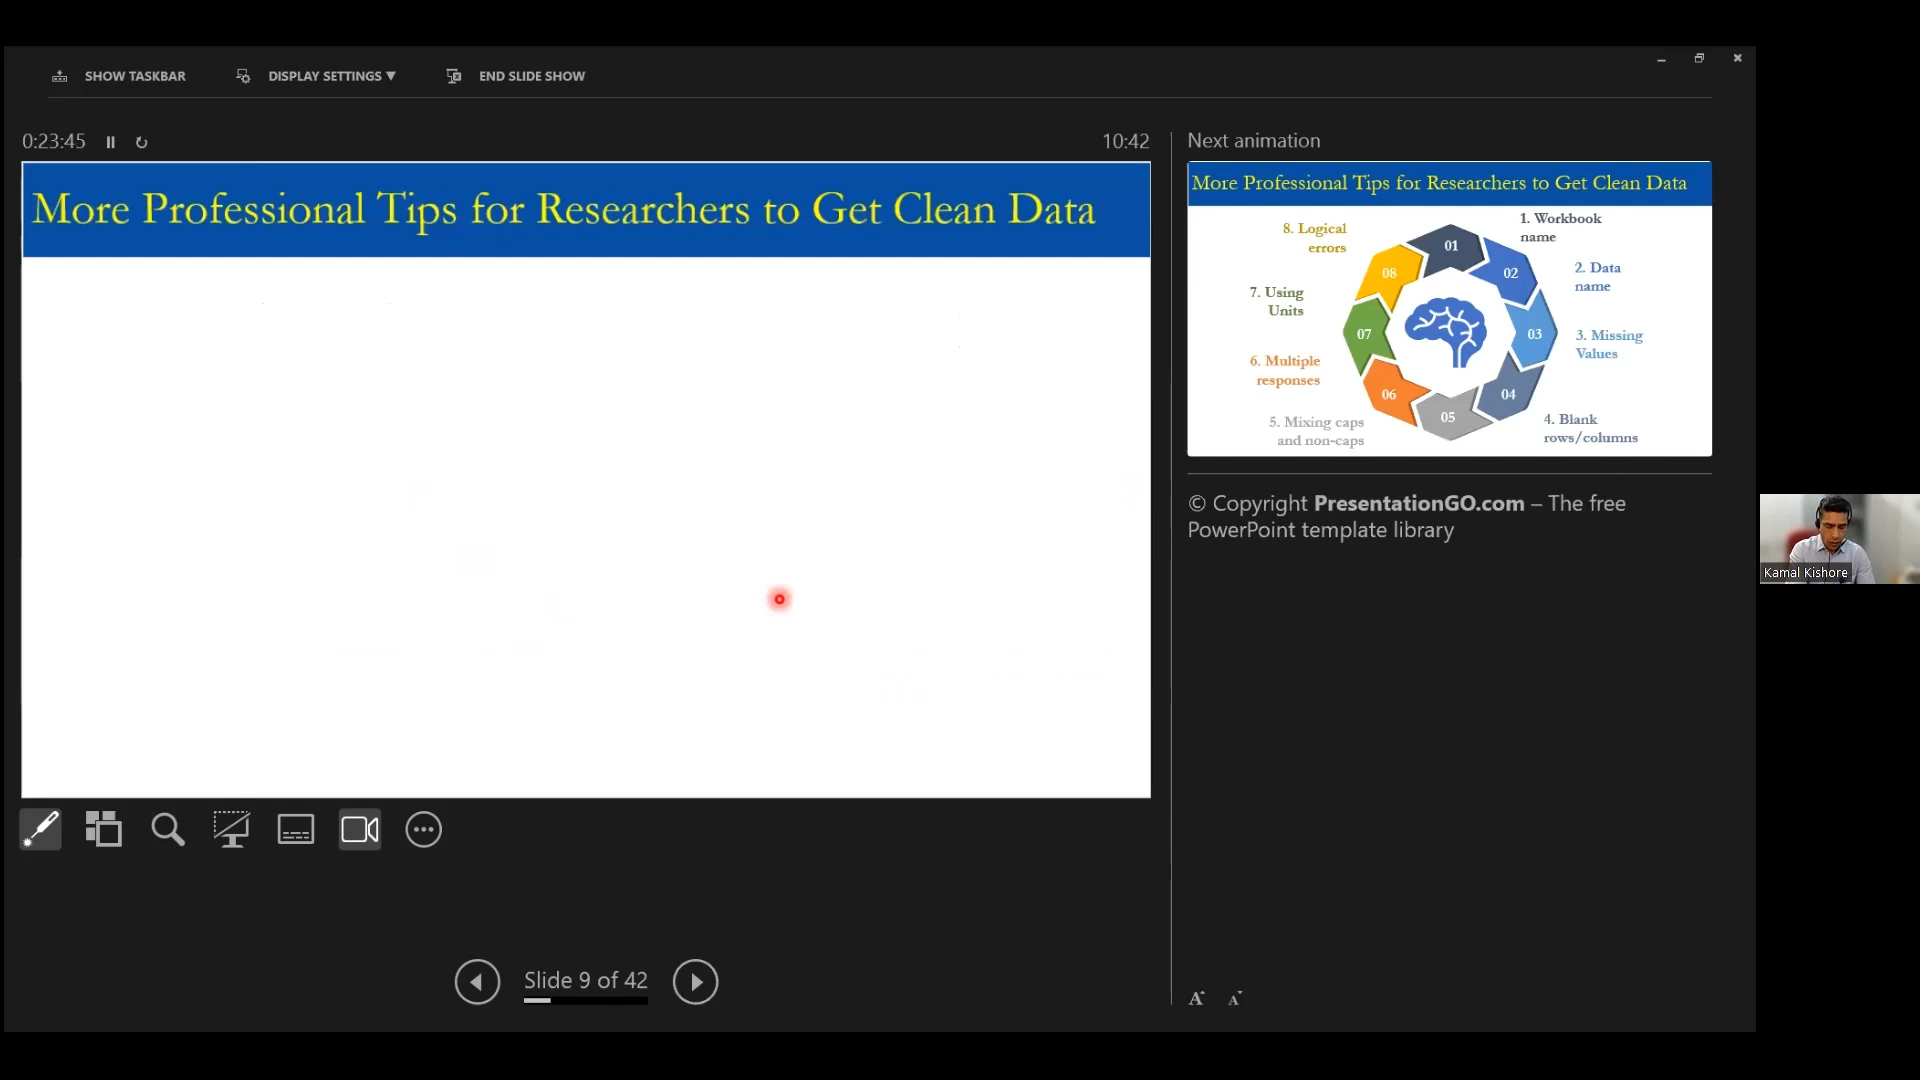 SHOW TASKBAR
DISPLAY SETTINGS ▼
END SLIDE SHOW
0:23:45
10:42
More Professional Tips for Researchers to Get Clean Data
Next animation
More Professional Tips for Researchers to Get Clean Data
8. Logical
errors
1. Workbook
name
01
08
02
2. Data
name
7. Using
Units
07
03
3. Missing
Values
6. Multiple
responses
06
04
05
5. Mixing caps
and non-caps
4. Blank
rows/columns
© Copyright PresentationGO.com – The free
PowerPoint template library
Kamal Kishore
Slide 9 of 42
A A